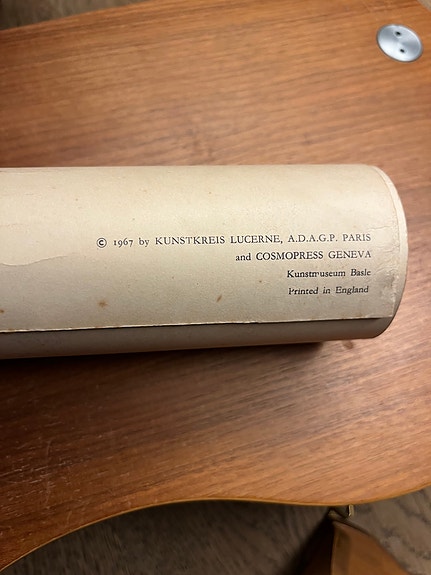 © 1967 by KUNSTKREIS LUCERNE, A.D.A.G.P. PARIS
and COSMOPRESS GENEVA
Kunstmuseum Basle
Printed in England